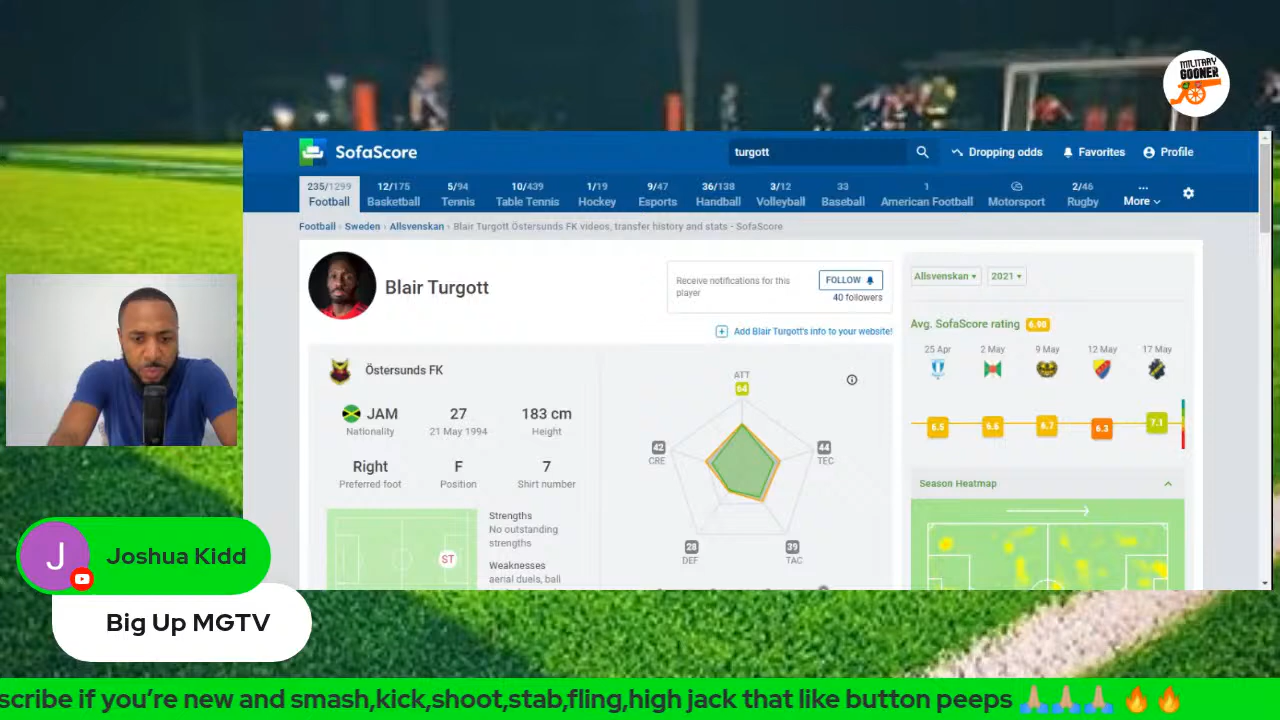 MILITARY
GOONER
SofaScore
turgott
Dropping odds
Favorites
Profile
235/1299
Football
12/175
Basketball
5/94
Tennis
10/439
Table Tennis
1/19
Hockey
9/47
Esports
36/138
Handball
3/12
Volleyball
33
Baseball
1
American Football
Motorsport
2/46
Rugby
...
More
Football › Sweden › Allsvenskan › Blair Turgott Östersunds FK videos, transfer history and stats - SofaScore
Blair Turgott
Receive notifications for this
player
FOLLOW
40 followers
Add Blair Turgott's info to your website!
Östersunds FK
JAM
Nationality
27
21 May 1994
183 cm
Height
Right
Preferred foot
F
Position
7
Shirt number
ST
Strengths
No outstanding
strengths
Weaknesses
aerial duels, ball
ATT
64
42
CRE
44
TEC
28
DEF
39
TAC
Allsvenskan
2021
Avg. SofaScore rating 6.90
25 Apr
2 May
9 May
12 May
17 May
6.5
6.6
6.7
6.3
7.1
Season Heatmap
J
Joshua Kidd
Big Up MGTV
scribe if you're new and smash,kick,shoot,stab,fling,high jack that like button peeps 🙏🏽🙏🏽🙏🏽 🔥🔥